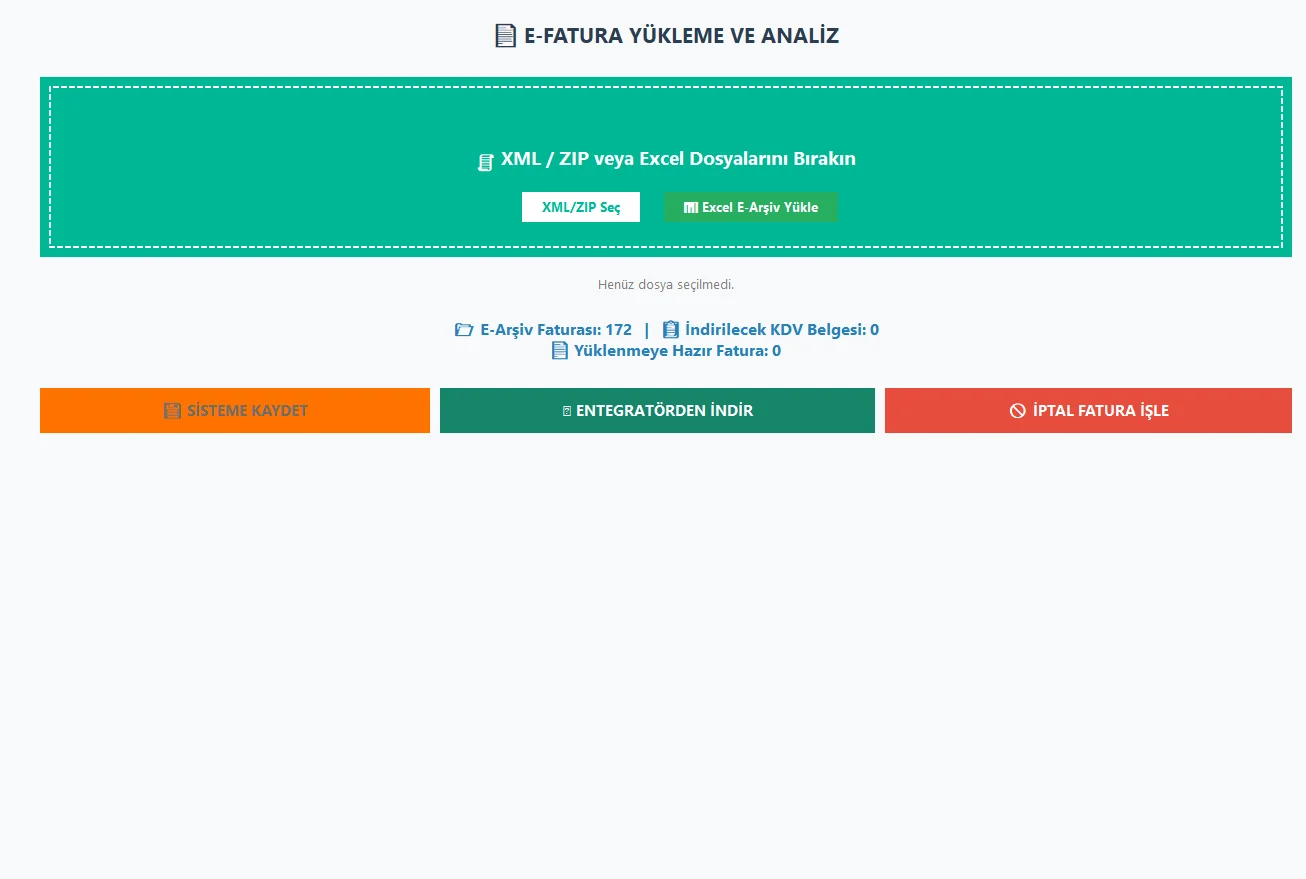 E-FATURA YÜKLEME VE ANALİZ
XML / ZIP veya Excel Dosyalarını Bırakın
XML/ZIP Seç
Excel E-Arşiv Yükle
Henüz dosya seçilmedi.
E-Arşiv Faturası: 172 | İndirilecek KDV Belgesi: 0
Yüklenmeye Hazır Fatura: 0
SİSTEME KAYDET
ENTEGRATÖRDEN İNDİR
İPTAL FATURA İŞLE